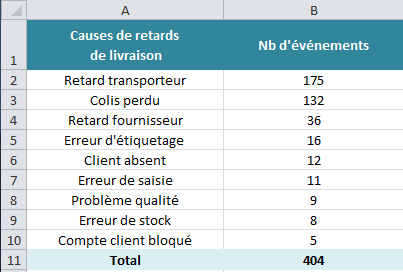 A B
1 Causes de retards
de livraison Nb d'événements
2 Retard transporteur 175
3 Colis perdu 132
4 Retard fournisseur 36
5 Erreur d'étiquetage 16
6 Client absent 12
7 Erreur de saisie 11
8 Problème qualité 9
9 Erreur de stock 8
10 Compte client bloqué 5
11 Total 404